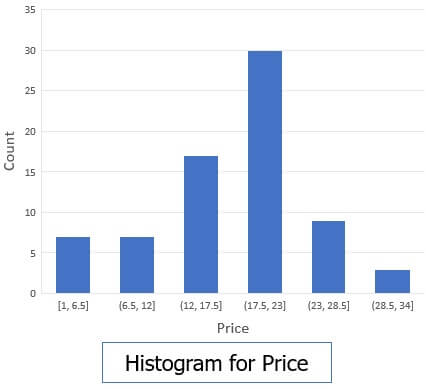 35
30
25
20
15
10
5
0
Count
[1, 6.5] (6.5, 12] (12, 17.5] (17.5, 23] (23, 28.5] (28.5, 34]
Price
Histogram for Price